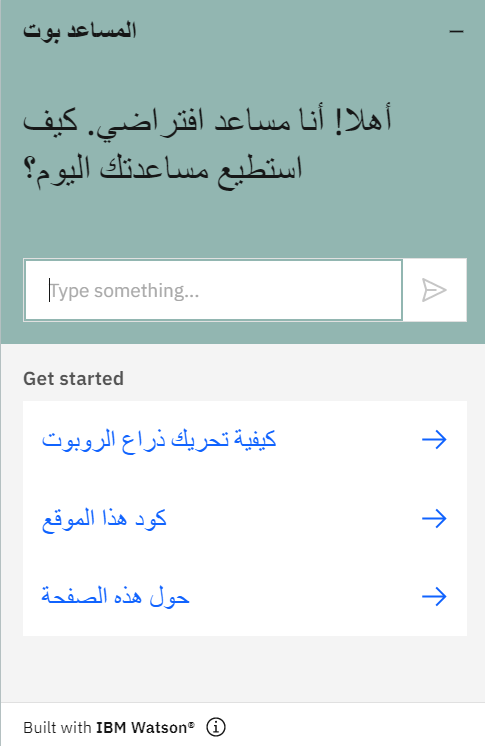 المساعد بوت
أهلا! أنا مساعد افتراضي. كيف
استطيع مساعدتك اليوم؟
Type something...
Get started
كيفية تحريك ذراع الروبوت
كود هذا الموقع
حول هذه الصفحة
Built with IBM Watson®